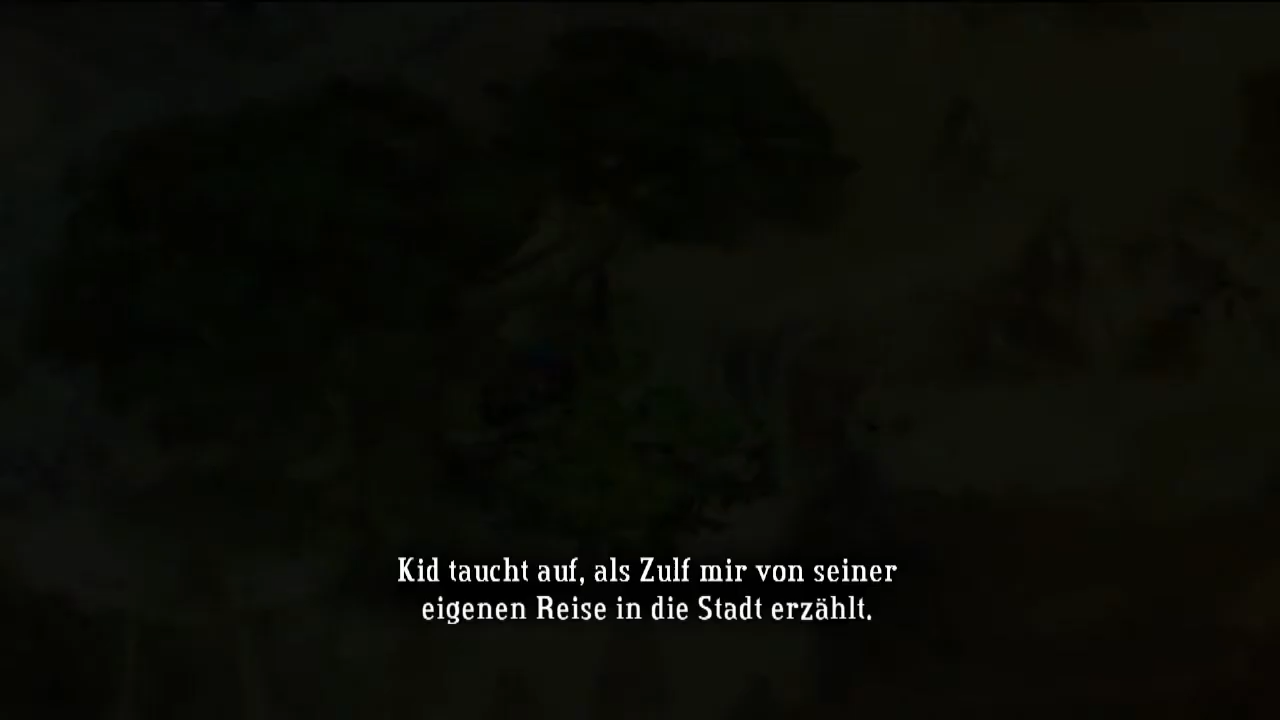 Kid taucht auf, als Zulf mir von seiner
eigenen Reise in die Stadt erzählt.